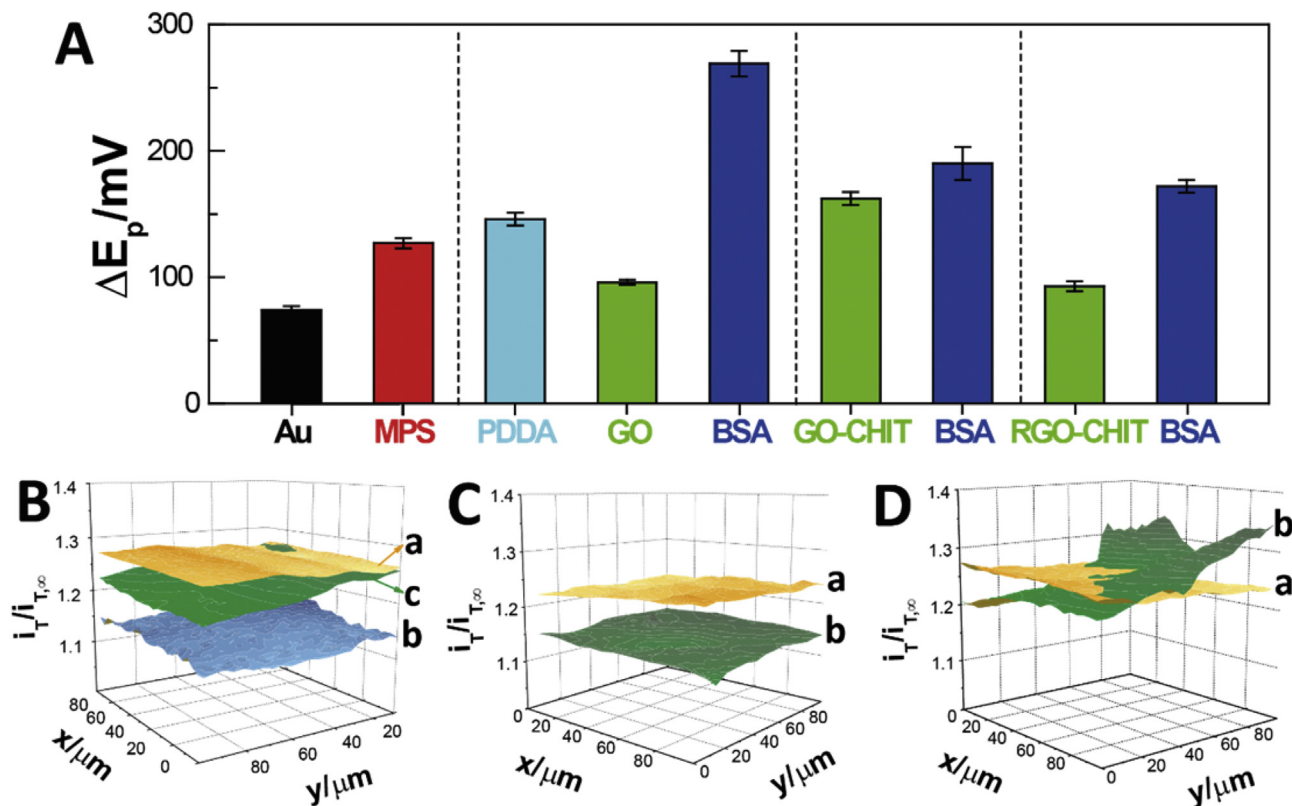 A
ΔEp/mV
300
200
100
0
Au MPS PDDA GO BSA GO-CHIT BSA RGO-CHIT BSA
B
iT/iT,∞
1.4
1.3
1.2
1.1
a
c
b
80
60
40
20
0
x/μm
80
60
40
20
y/μm
C
iT/iT,∞
1.4
1.3
1.2
1.1
a
b
0
20
40
60
80
x/μm
0
20
40
60
80
y/μm
D
iT/iT,∞
1.4
1.3
1.2
1.1
b
a
20
40
60
80
x/μm
0
20
40
60
80
y/μm